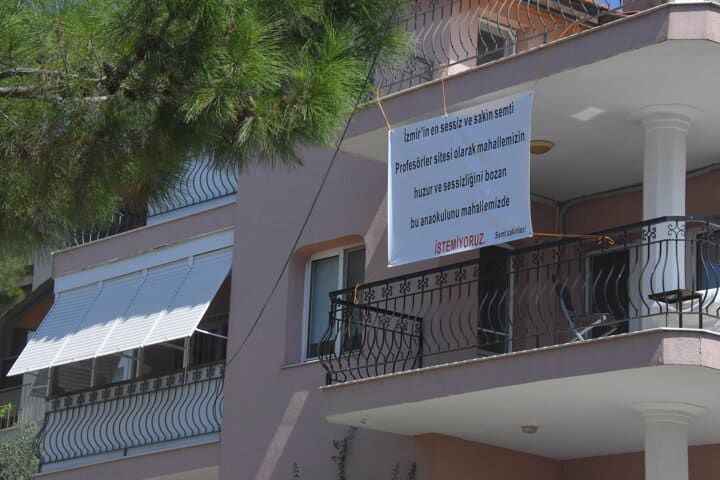 İzmir'in en sessiz ve sakin semti
Profesörler sitesi olarak mahallemizin
huzur ve sessizliğini bozan
bu anaokulunu mahallemizde
İSTEMİYORUZ. Semt sakinleri